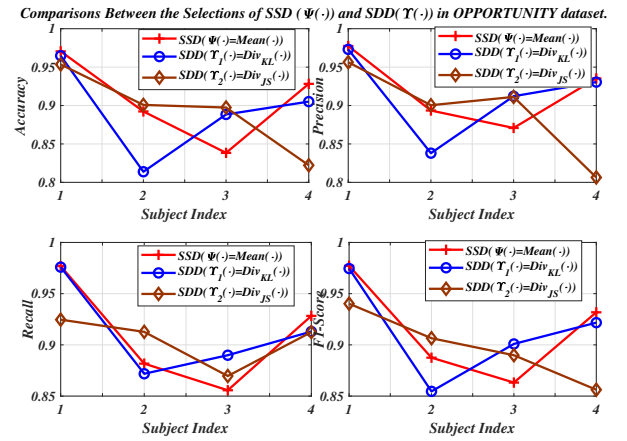 Comparisons Between the Selections of SSD (Ψ(·)) and SDD(ϒ(·)) in OPPORTUNITY dataset.
SSD(Ψ(·)=Mean(·))
SDD(ϒ1(·)=DivKL(·))
SDD(ϒ2(·)=DivJS(·))
1
0.95
0.9
0.85
0.8
Accuracy
1
2
3
4
Subject Index
SSD(Ψ(·)=Mean(·))
SDD(ϒ1(·)=DivKL(·))
SDD(ϒ2(·)=DivJS(·))
1
0.95
0.9
0.85
0.8
Precision
1
2
3
4
Subject Index
SSD(Ψ(·)=Mean(·))
SDD(ϒ1(·)=DivKL(·))
SDD(ϒ2(·)=DivJS(·))
1
0.95
0.9
0.85
Recall
1
2
3
4
Subject Index
SSD(Ψ(·)=Mean(·))
SDD(ϒ1(·)=DivKL(·))
SDD(ϒ2(·)=DivJS(·))
1
0.95
0.9
0.85
F1-Score
1
2
3
4
Subject Index